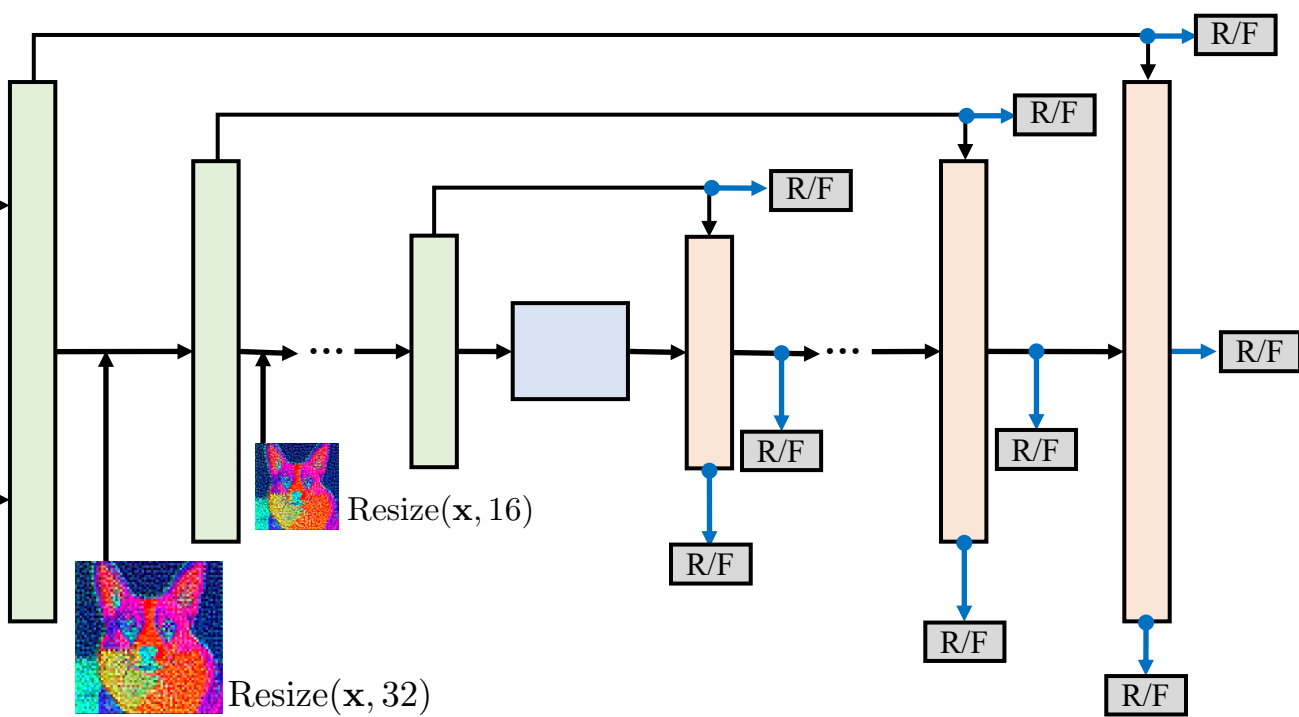 R/F
R/F
R/F
R/F
...
...
R/F
R/F
Resize(x, 16)
R/F
R/F
Resize(x, 32)
R/F